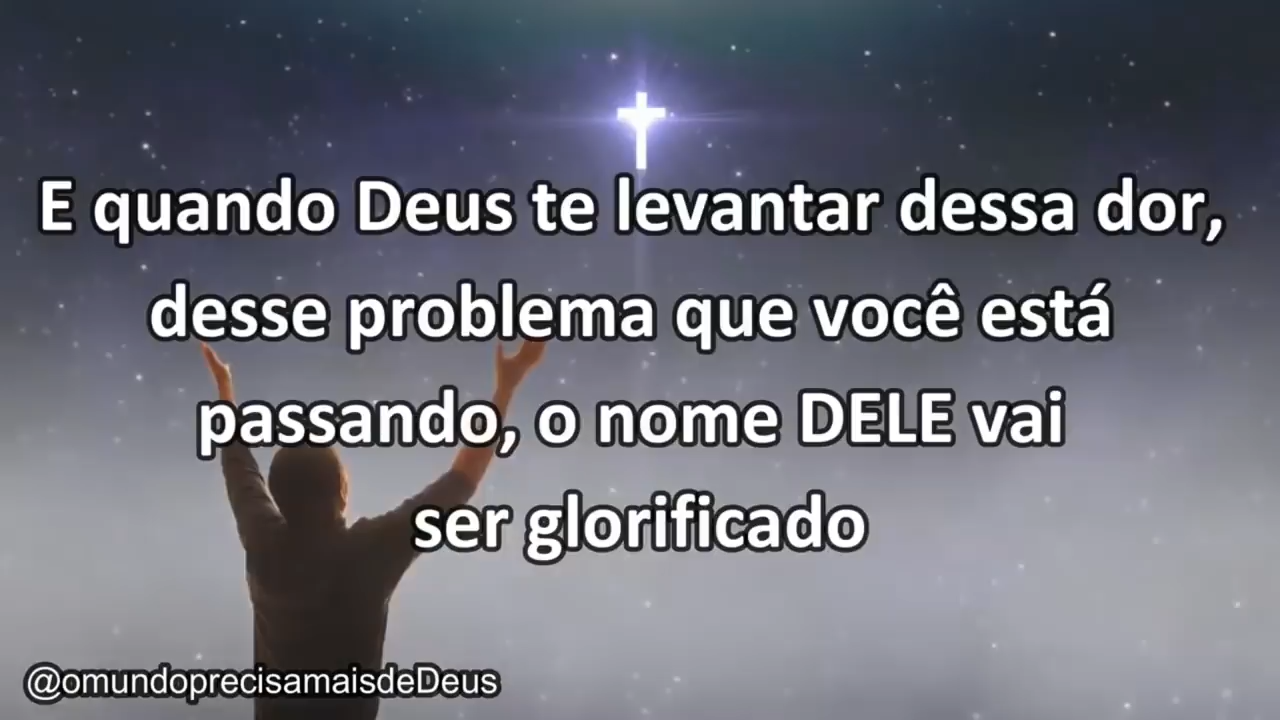 E quando Deus te levantar dessa dor,
desse problema que você está
passando, o nome DELE vai
ser glorificado
@omundoprecisamaisdeDeus